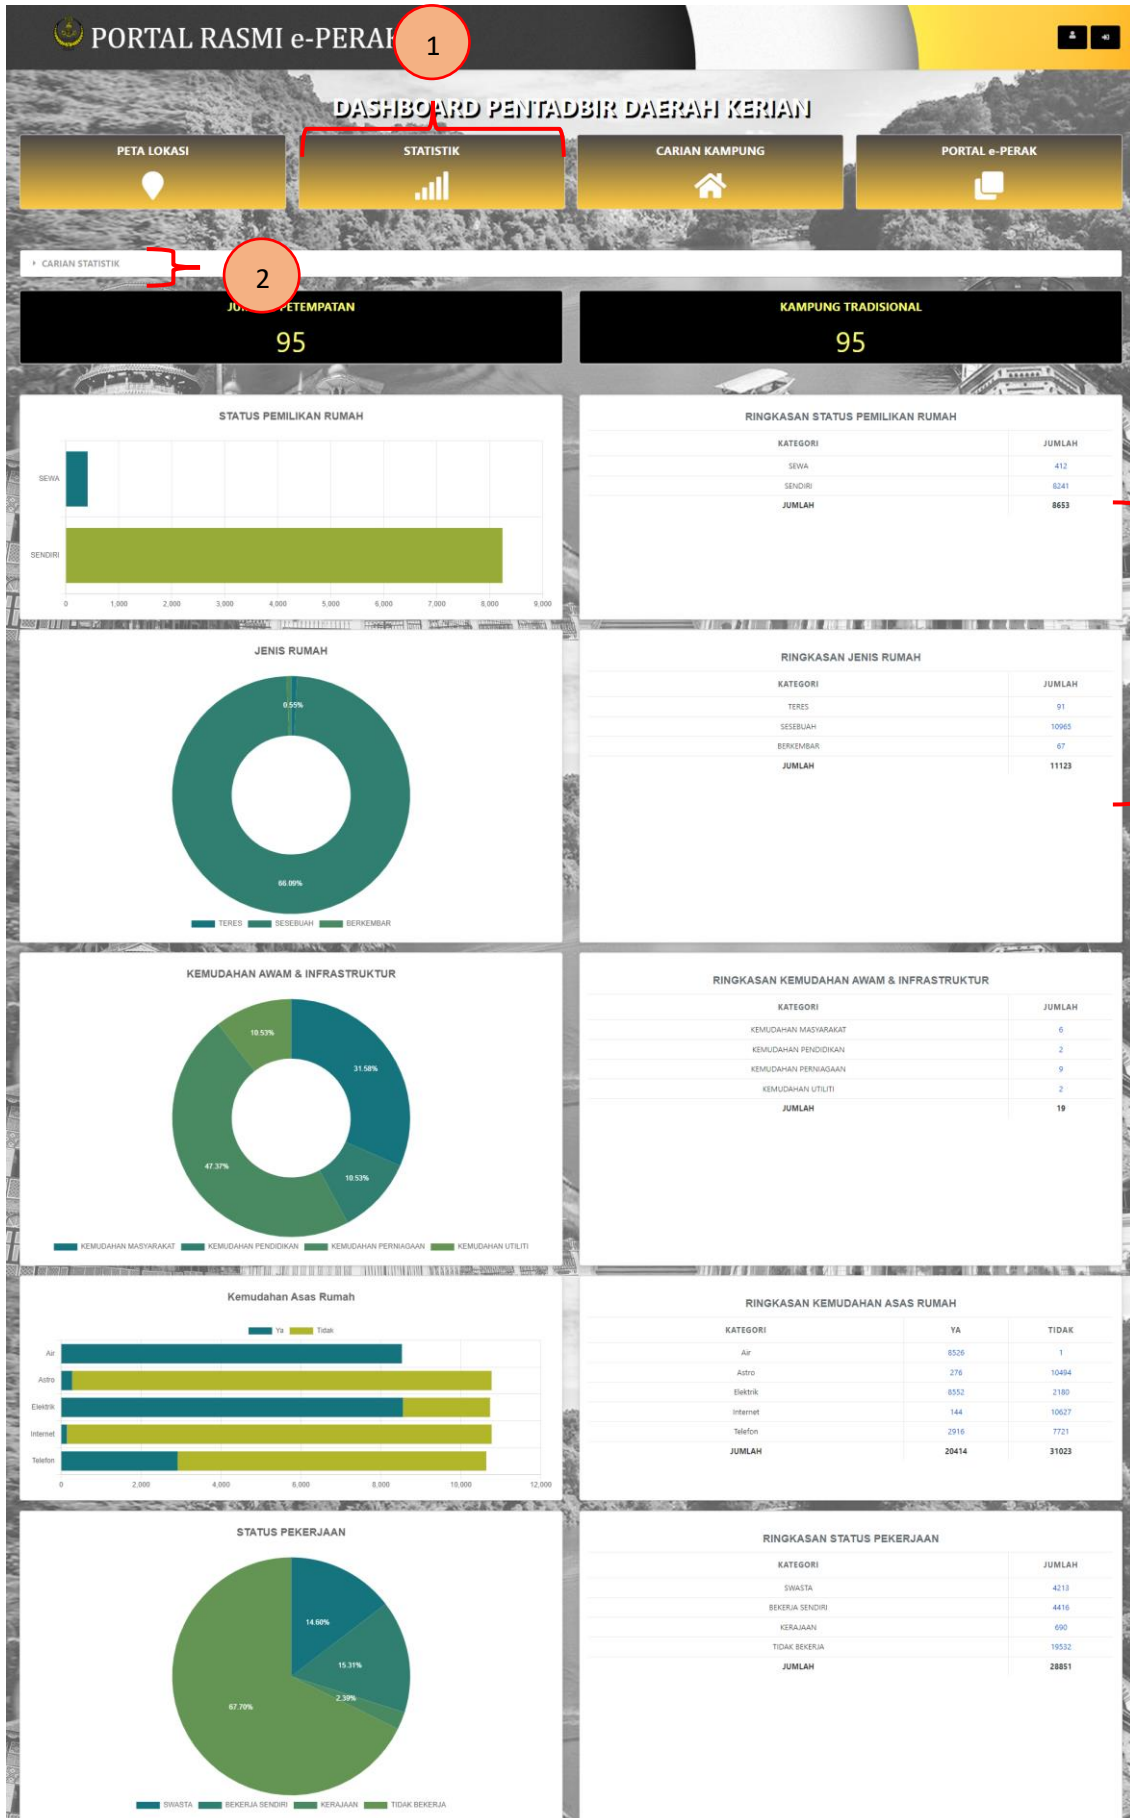 PORTAL RASMI e-PERAK
1
DASHBOARD PENTADBIR DAERAH KERIAN
PETA LOKASI
STATISTIK
CARIAN KAMPUNG
PORTAL e-PERAK
CARIAN STATISTIK
2
PETEMPATAN
95
KAMPUNG TRADISIONAL
95
STATUS PEMILIKAN RUMAH
SEWA
SENDIRI
0 1,000 2,000 3,000 4,000 5,000 6,000 7,000 8,000 9,000
RINGKASAN STATUS PEMILIKAN RUMAH
KATEGORI JUMLAH
SEWA 412
SENDIRI 8241
JUMLAH 8653
JENIS RUMAH
0.55%
66.09%
TERES SESEBUAH BERKEMBAR
RINGKASAN JENIS RUMAH
KATEGORI JUMLAH
TERES 91
SESEBUAH 10965
BERKEMBAR 67
JUMLAH 11123
KEMUDAHAN AWAM & INFRASTRUKTUR
10.53%
31.58%
47.37%
10.53%
KEMUDAHAN MASYARAKAT KEMUDAHAN PENDIDIKAN KEMUDAHAN PERNIAGAAN KEMUDAHAN UTILITI
RINGKASAN KEMUDAHAN AWAM & INFRASTRUKTUR
KATEGORI JUMLAH
KEMUDAHAN MASYARAKAT 6
KEMUDAHAN PENDIDIKAN 2
KEMUDAHAN PERNIAGAAN 9
KEMUDAHAN UTILITI 2
JUMLAH 19
Kemudahan Asas Rumah
Ya Tidak
Air
Astro
Elektrik
Internet
Telefon
0 2,000 4,000 6,000 8,000 10,000 12,000
RINGKASAN KEMUDAHAN ASAS RUMAH
KATEGORI YA TIDAK
Air 8526 1
Astro 276 10494
Elektrik 8552 2180
Internet 144 10627
Telefon 2916 7721
JUMLAH 20414 31023
STATUS PEKERJAAN
14.60%
15.31%
2.39%
67.70%
SWASTA BEKERJA SENDIRI KERAJAAN TIDAK BEKERJA
RINGKASAN STATUS PEKERJAAN
KATEGORI JUMLAH
SWASTA 4213
BEKERJA SENDIRI 4416
KERAJAAN 690
TIDAK BEKERJA 19532
JUMLAH 28851